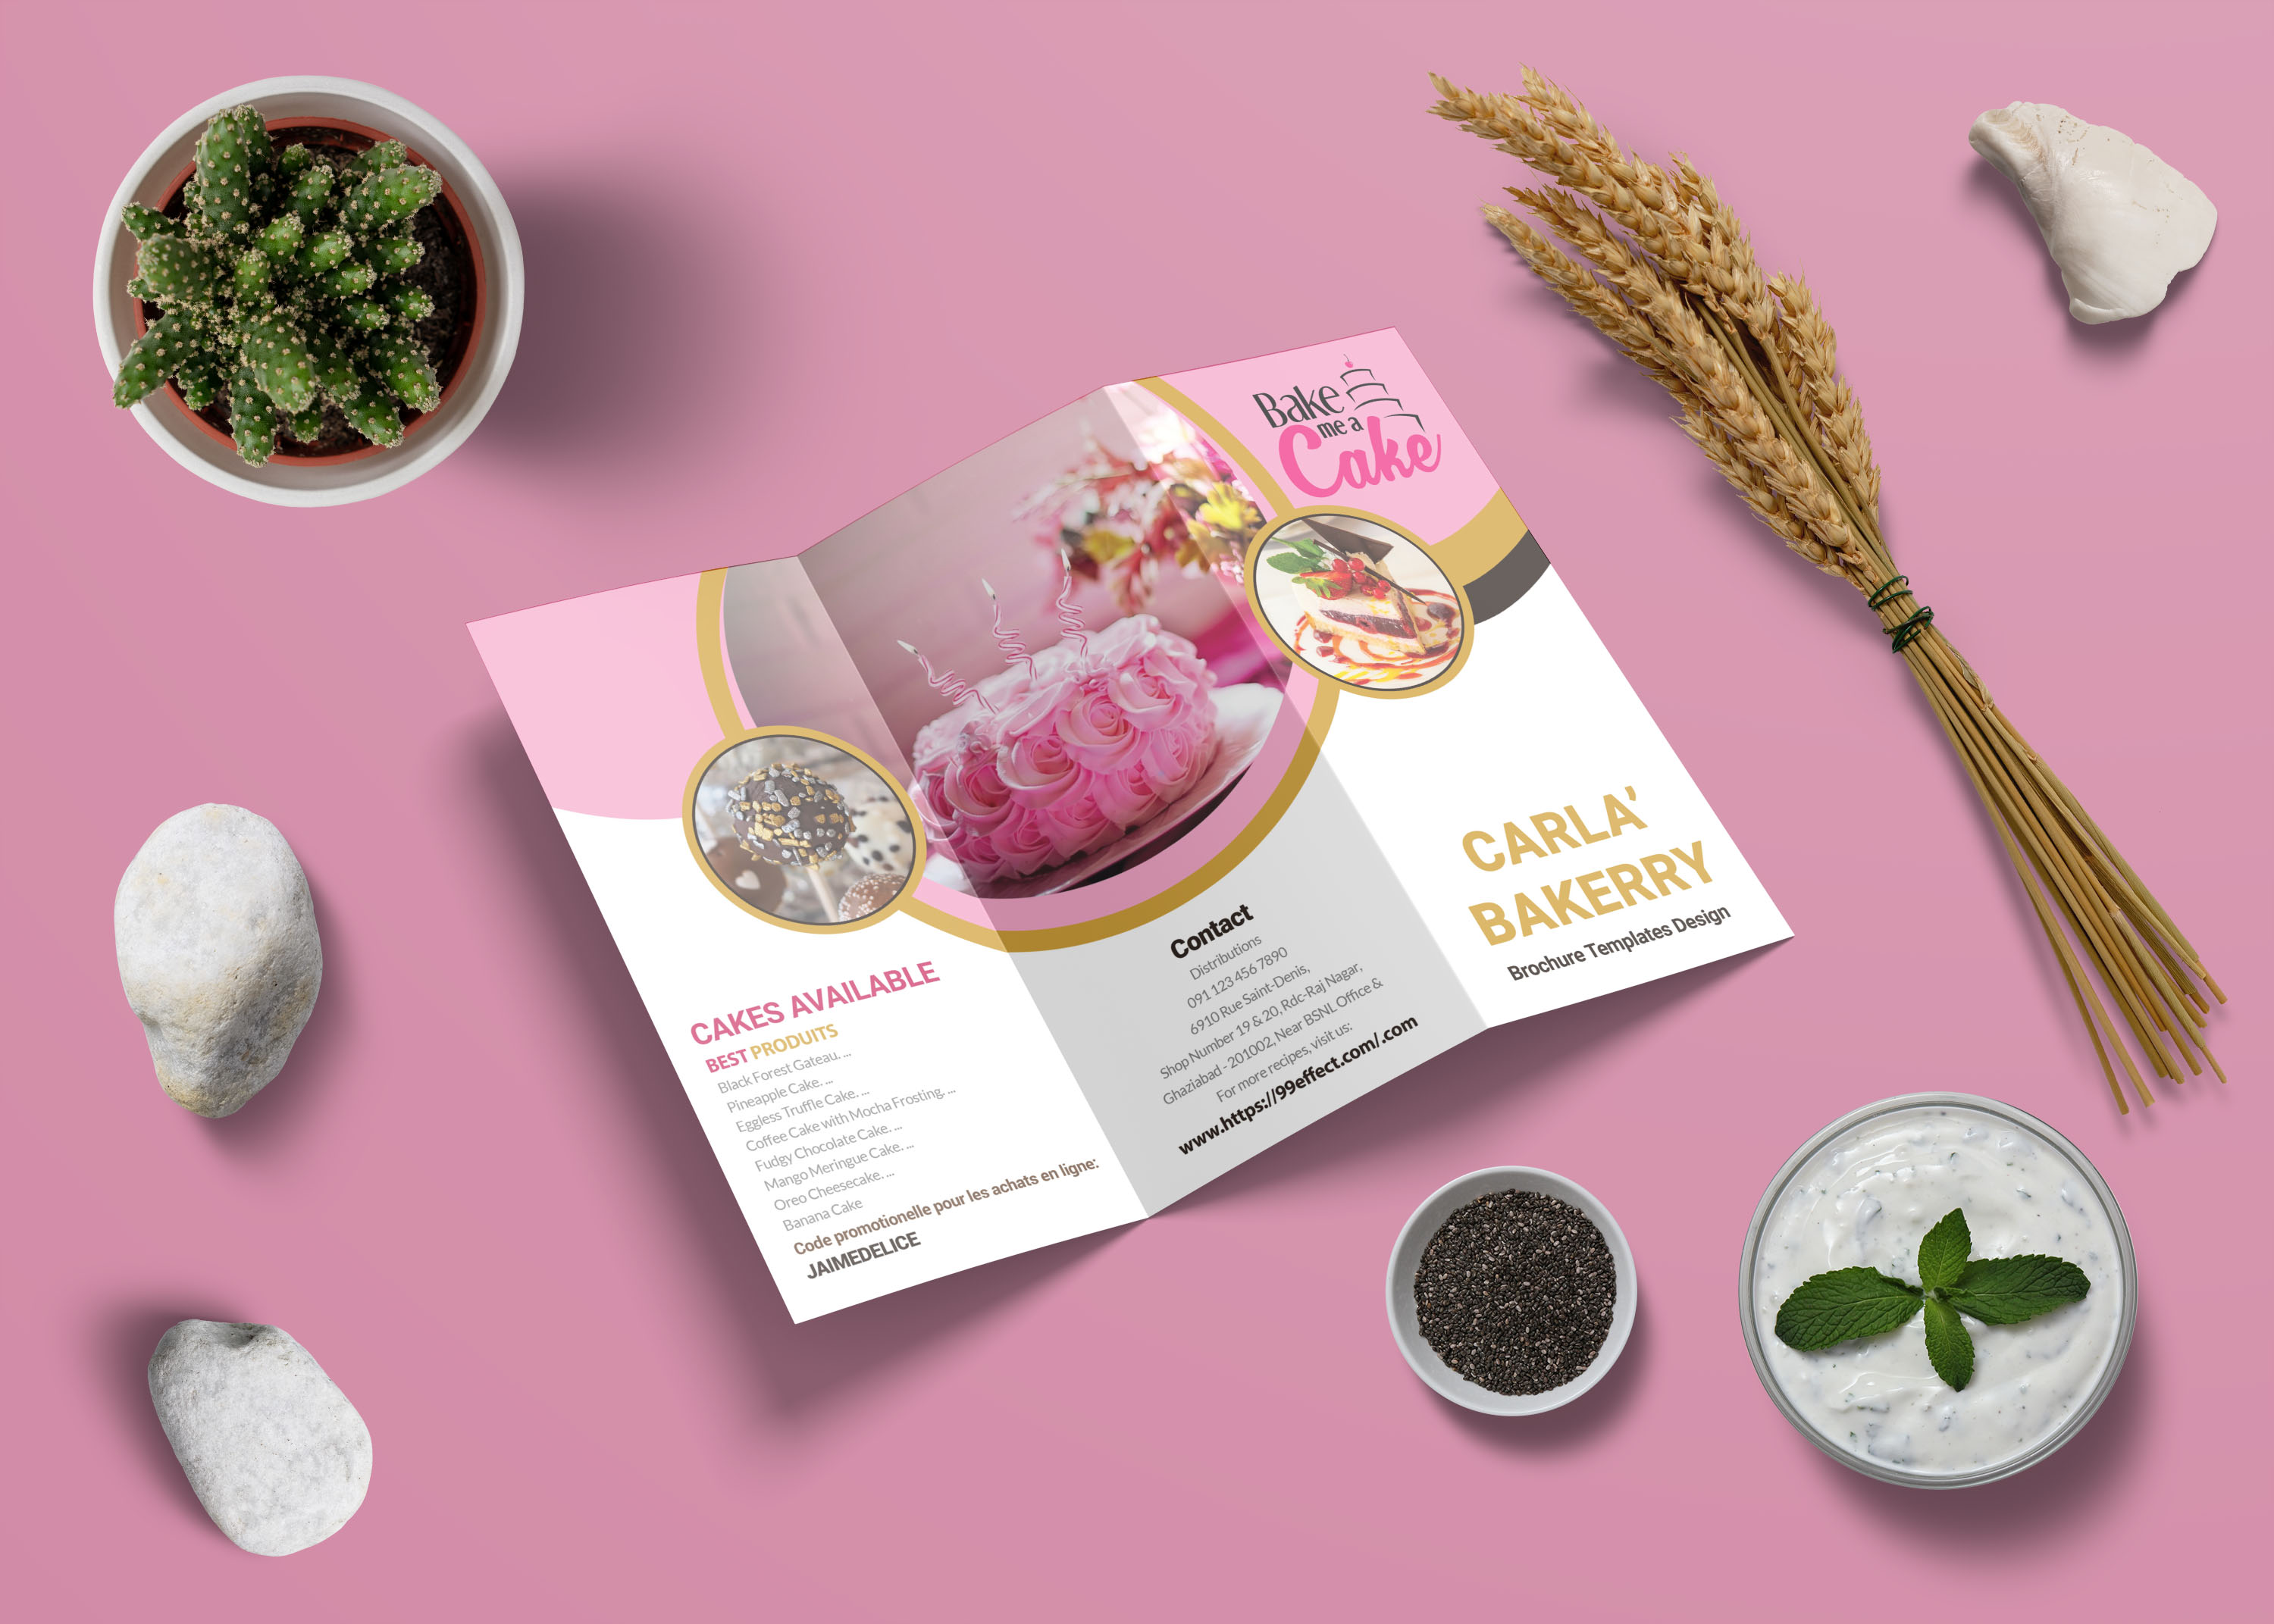 CAKES AVAILABLE
BEST PRODUITS
Black Forest Gateau. ...
Pineapple Cake. ...
Eggless Truffle Cake. ...
Coffee Cake with Mocha Frosting. ...
Fudgy Chocolate Cake. ...
Mango Meringue Cake. ...
Oreo Cheesecake. ...
Banana Cake
Code promotionelle pour les achats en ligne:
JAIMEDELICE
Contact
Distributions
091 123 456 7890
6910 Rue Saint-Denis,
Shop Number 19 & 20, Rdc-Raj Nagar,
Ghaziabad - 201002, Near BSNL Office &
For more recipes, visit us:
www.https://99effect.com/.com
Bake
me a
Cake
CARLA'
BAKERRY
Brochure Templates Design